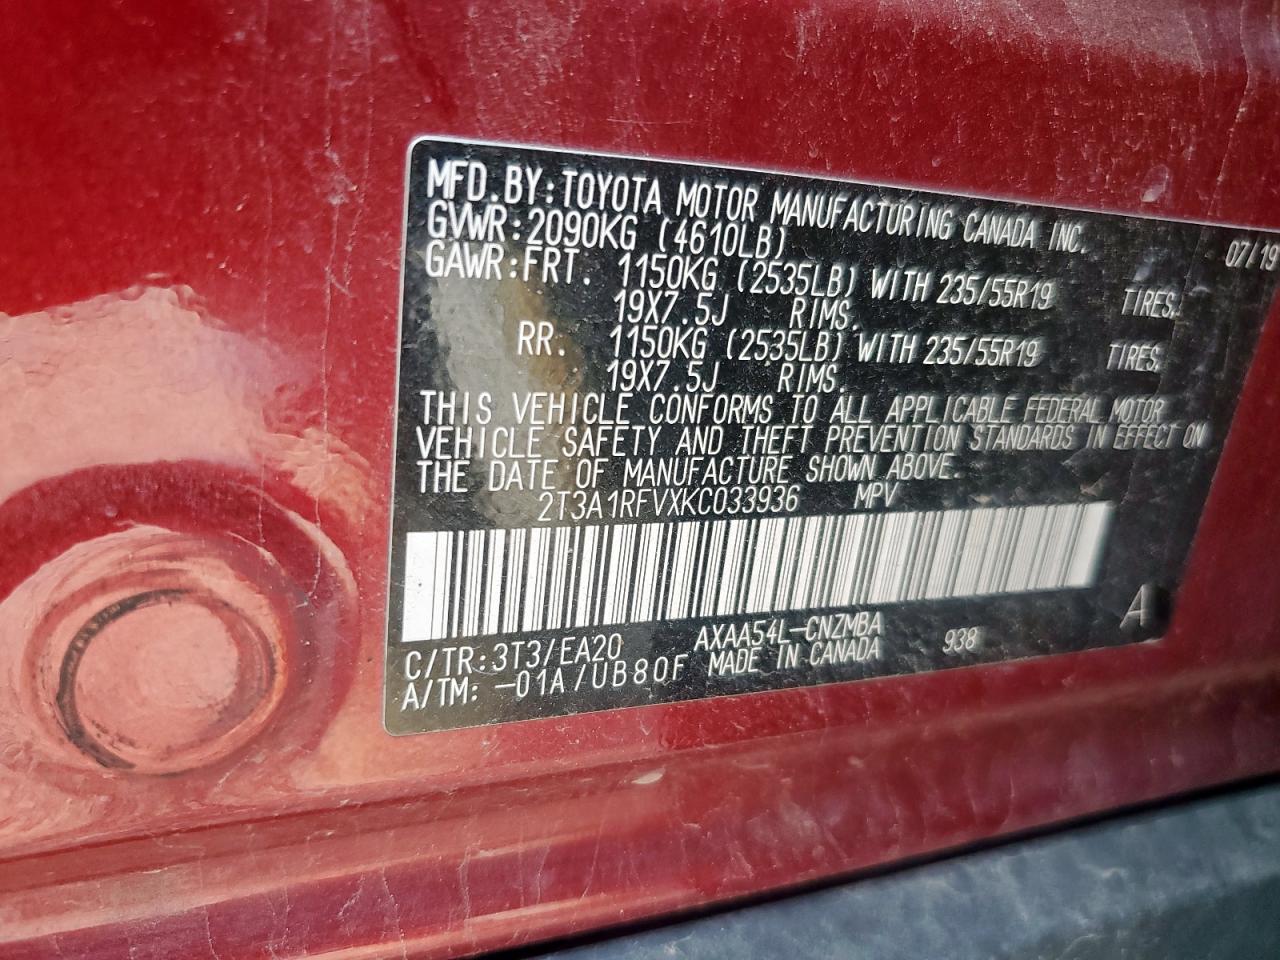 MFD.BY:TOYOTA MOTOR MANUFACTURING CANADA INC. 07/19
GVWR:2090KG (4610LB)
GAWR:FRT. 1150KG (2535LB) WITH 235/55R19 TIRES,
19X7.5J RIMS.
RR. 1150KG (2535LB) WITH 235/55R19 TIRES,
19X7.5J RIMS.
THIS VEHICLE CONFORMS TO ALL APPLICABLE FEDERAL MOTOR
VEHICLE SAFETY AND THEFT PREVENTION STANDARDS IN EFFECT ON
THE DATE OF MANUFACTURE SHOWN ABOVE.
2T3A1RFVXKC033936 MPV
C/TR:3T3/EA20 AXAA54L-CNZMBA 938 A
A/TM: -01A/UB80F MADE IN CANADA